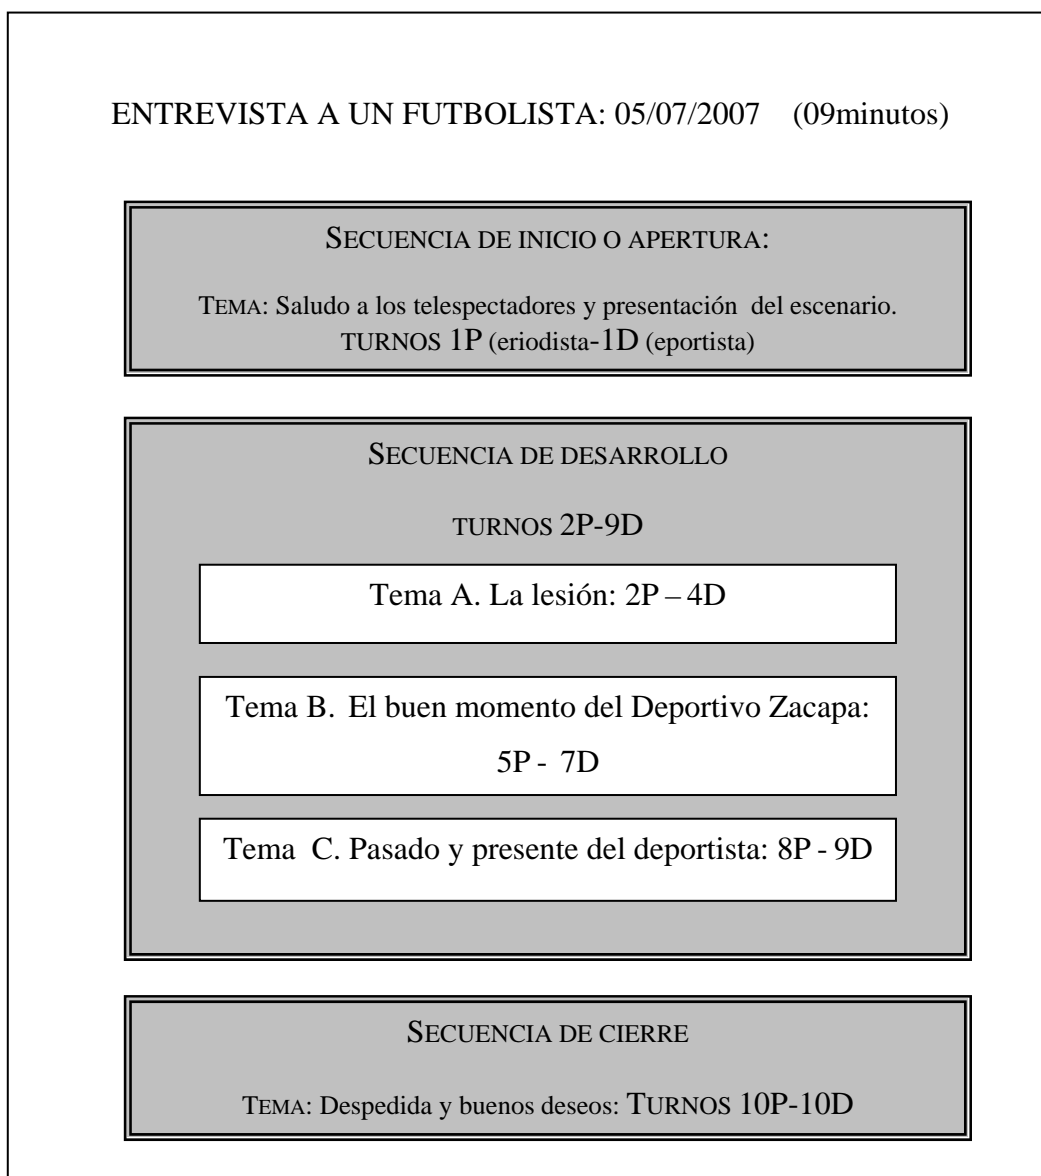 ENTREVISTA A UN FUTBOLISTA: 05/07/2007 (09minutos)
SECUENCIA DE INICIO O APERTURA:
TEMA: Saludo a los telespectadores y presentación del escenario.
TURNOS 1P (eriodista-1D (eportista)
SECUENCIA DE DESARROLLO
TURNOS 2P-9D
Tema A. La lesión: 2P – 4D
Tema B. El buen momento del Deportivo Zacapa:
5P - 7D
Tema C. Pasado y presente del deportista: 8P - 9D
SECUENCIA DE CIERRE
TEMA: Despedida y buenos deseos: TURNOS 10P-10D